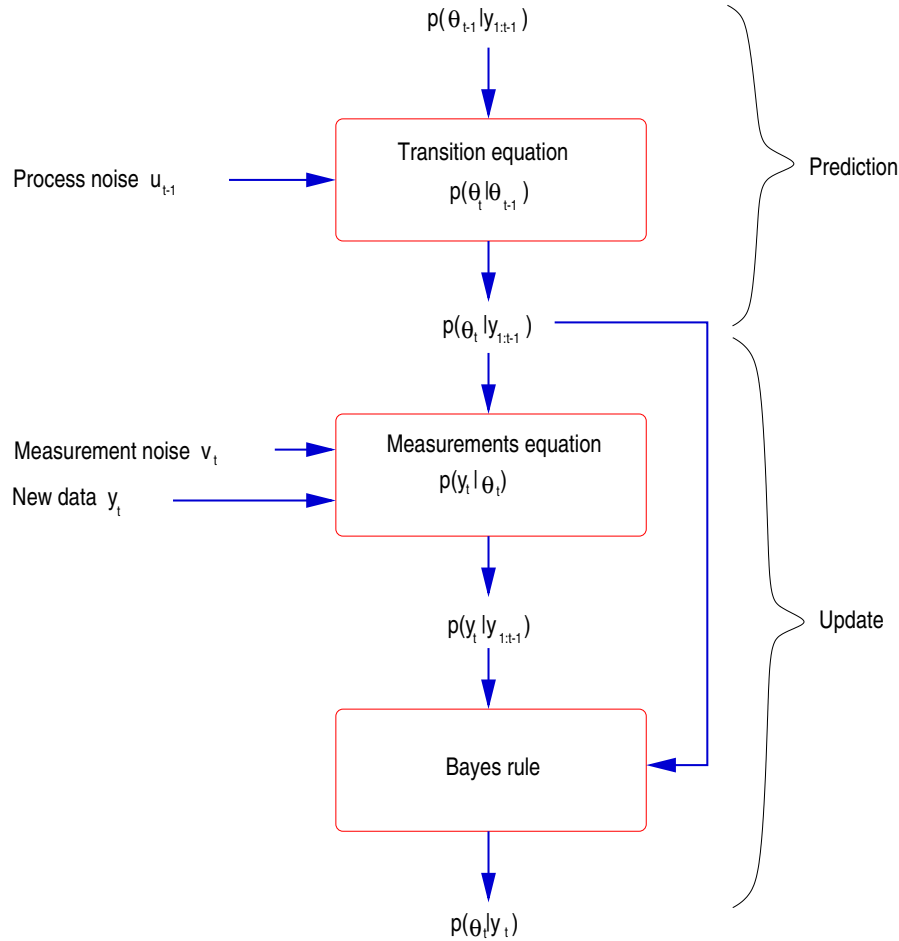 p(θt-1|y1:t-1)
Transition equation
p(θt|θt-1)
Process noise ut-1
Prediction
p(θt|y1:t-1)
Measurements equation
p(yt|θt)
Measurement noise vt
New data yt
p(yt|y1:t-1)
Update
Bayes rule
p(θt|yt)